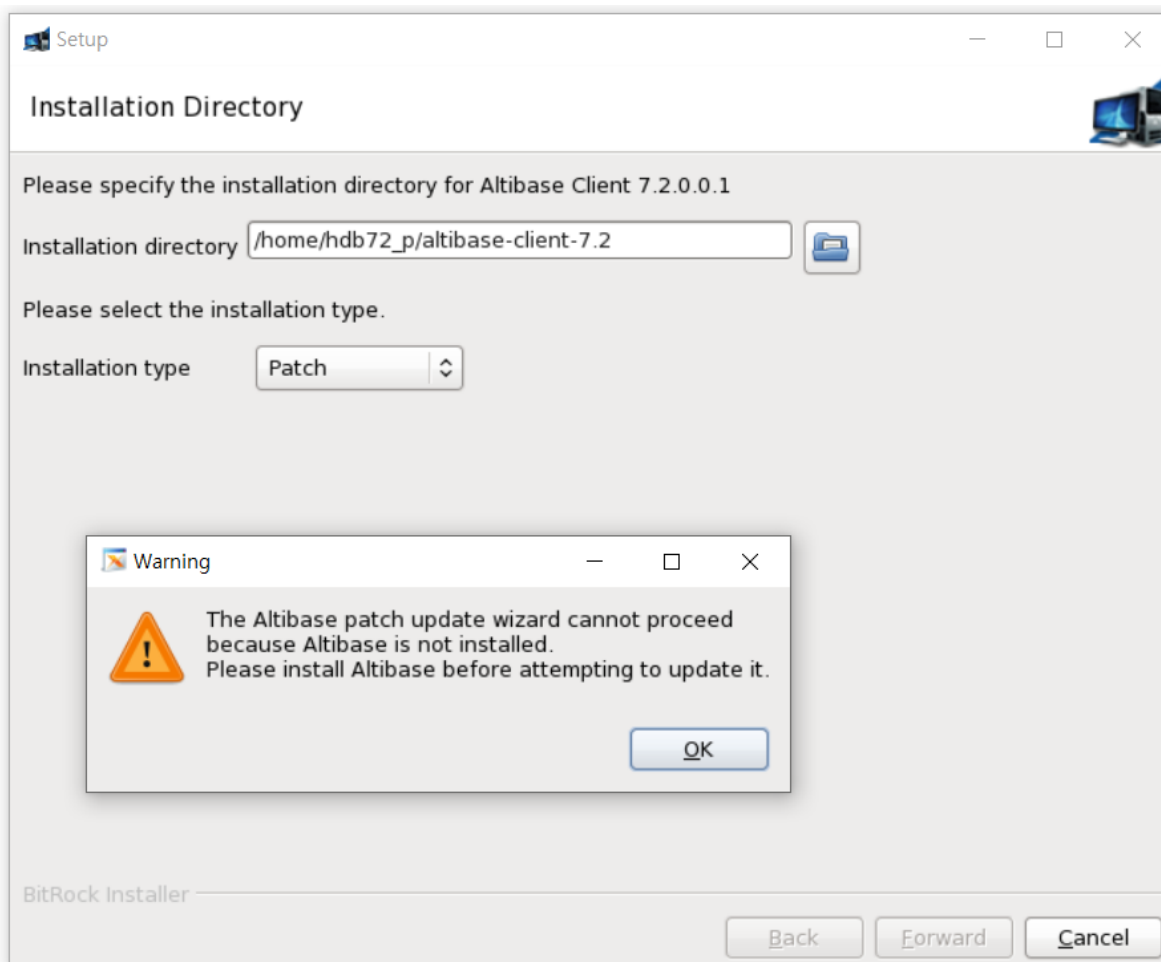 Setup
Installation Directory
Please specify the installation directory for Altibase Client 7.2.0.0.1
Installation directory /home/hdb72_p/altibase-client-7.2
Please select the installation type.
Installation type Patch
Warning
The Altibase patch update wizard cannot proceed
because Altibase is not installed.
Please install Altibase before attempting to update it.
OK
BitRock Installer
Back Forward Cancel